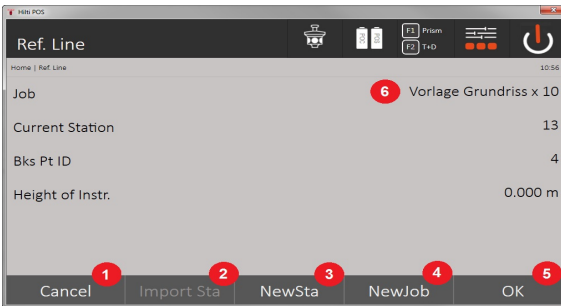 Hilti POS
Ref. Line
PDC
POS
F1 Prism
F2 T+D
Home | Ref. Line
10:56
Job
6
Vorlage Grundriss x 10
Current Station
13
Bks Pt ID
4
Height of Instr.
0.000 m
1
2
3
4
5
Cancel
Import Sta
NewSta
NewJob
OK